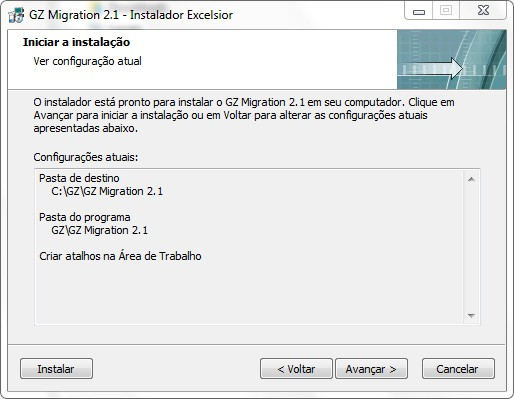 GZ Migration 2.1 - Instalador Excelsior
Iniciar a instalação
Ver configuração atual
O instalador está pronto para instalar o GZ Migration 2.1 em seu computador. Clique em
Avançar para iniciar a instalação ou em Voltar para alterar as configurações atuais
apresentadas abaixo.
Configurações atuais:
Pasta de destino
C:\GZ\GZ Migration 2.1
Pasta do programa
GZ\GZ Migration 2.1
Criar atalhos na Área de Trabalho
Instalar
< Voltar
Avançar >
Cancelar